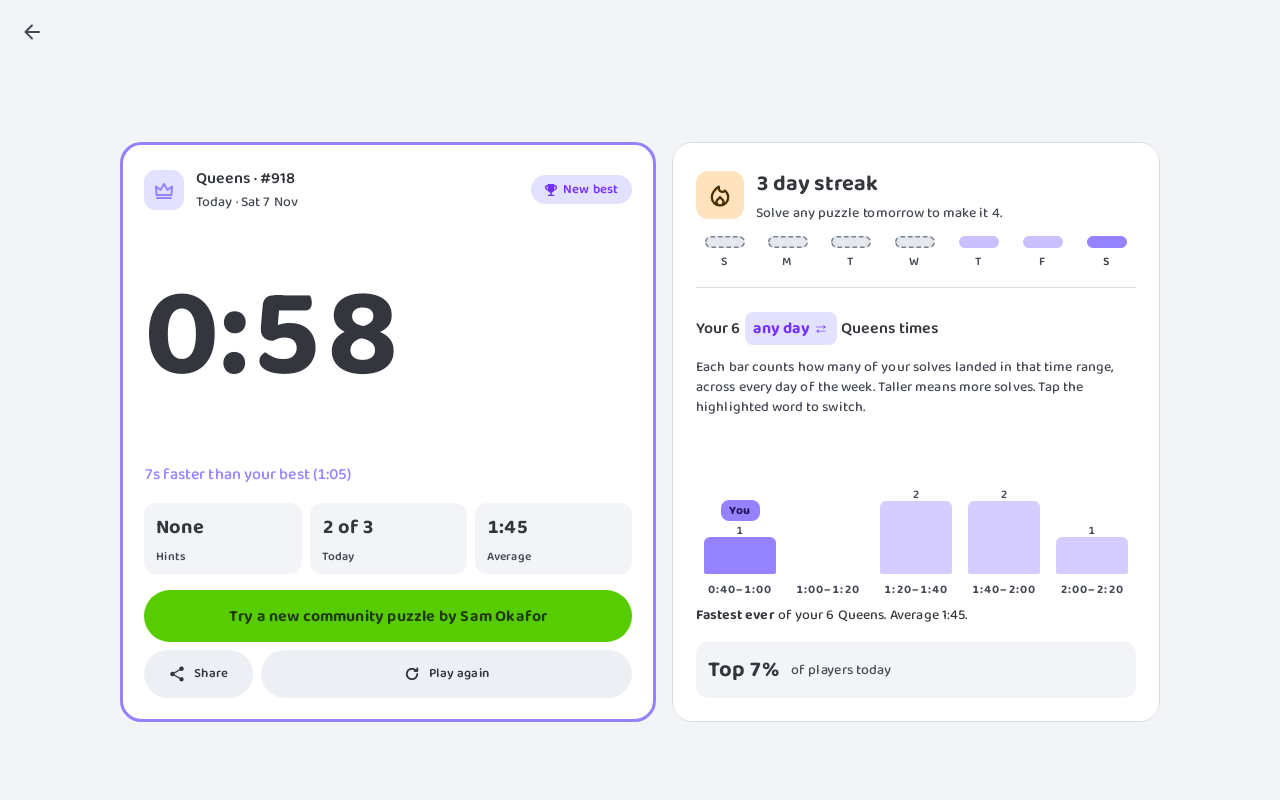 Queens · #918
Today · Sat 7 Nov
New best
0:58
7s faster than your best (1:05)
None
Hints
2 of 3
Today
1:45
Average
Try a new community puzzle by Sam Okafor
Share
Play again
3 day streak
Solve any puzzle tomorrow to make it 4.
S M T W T F S
Your 6 any day Queens times
Each bar counts how many of your solves landed in that time range,
across every day of the week. Taller means more solves. Tap the
highlighted word to switch.
You
1 2 2 1
0:40–1:00 1:00–1:20 1:20–1:40 1:40–2:00 2:00–2:20
Fastest ever of your 6 Queens. Average 1:45.
Top 7% of players today